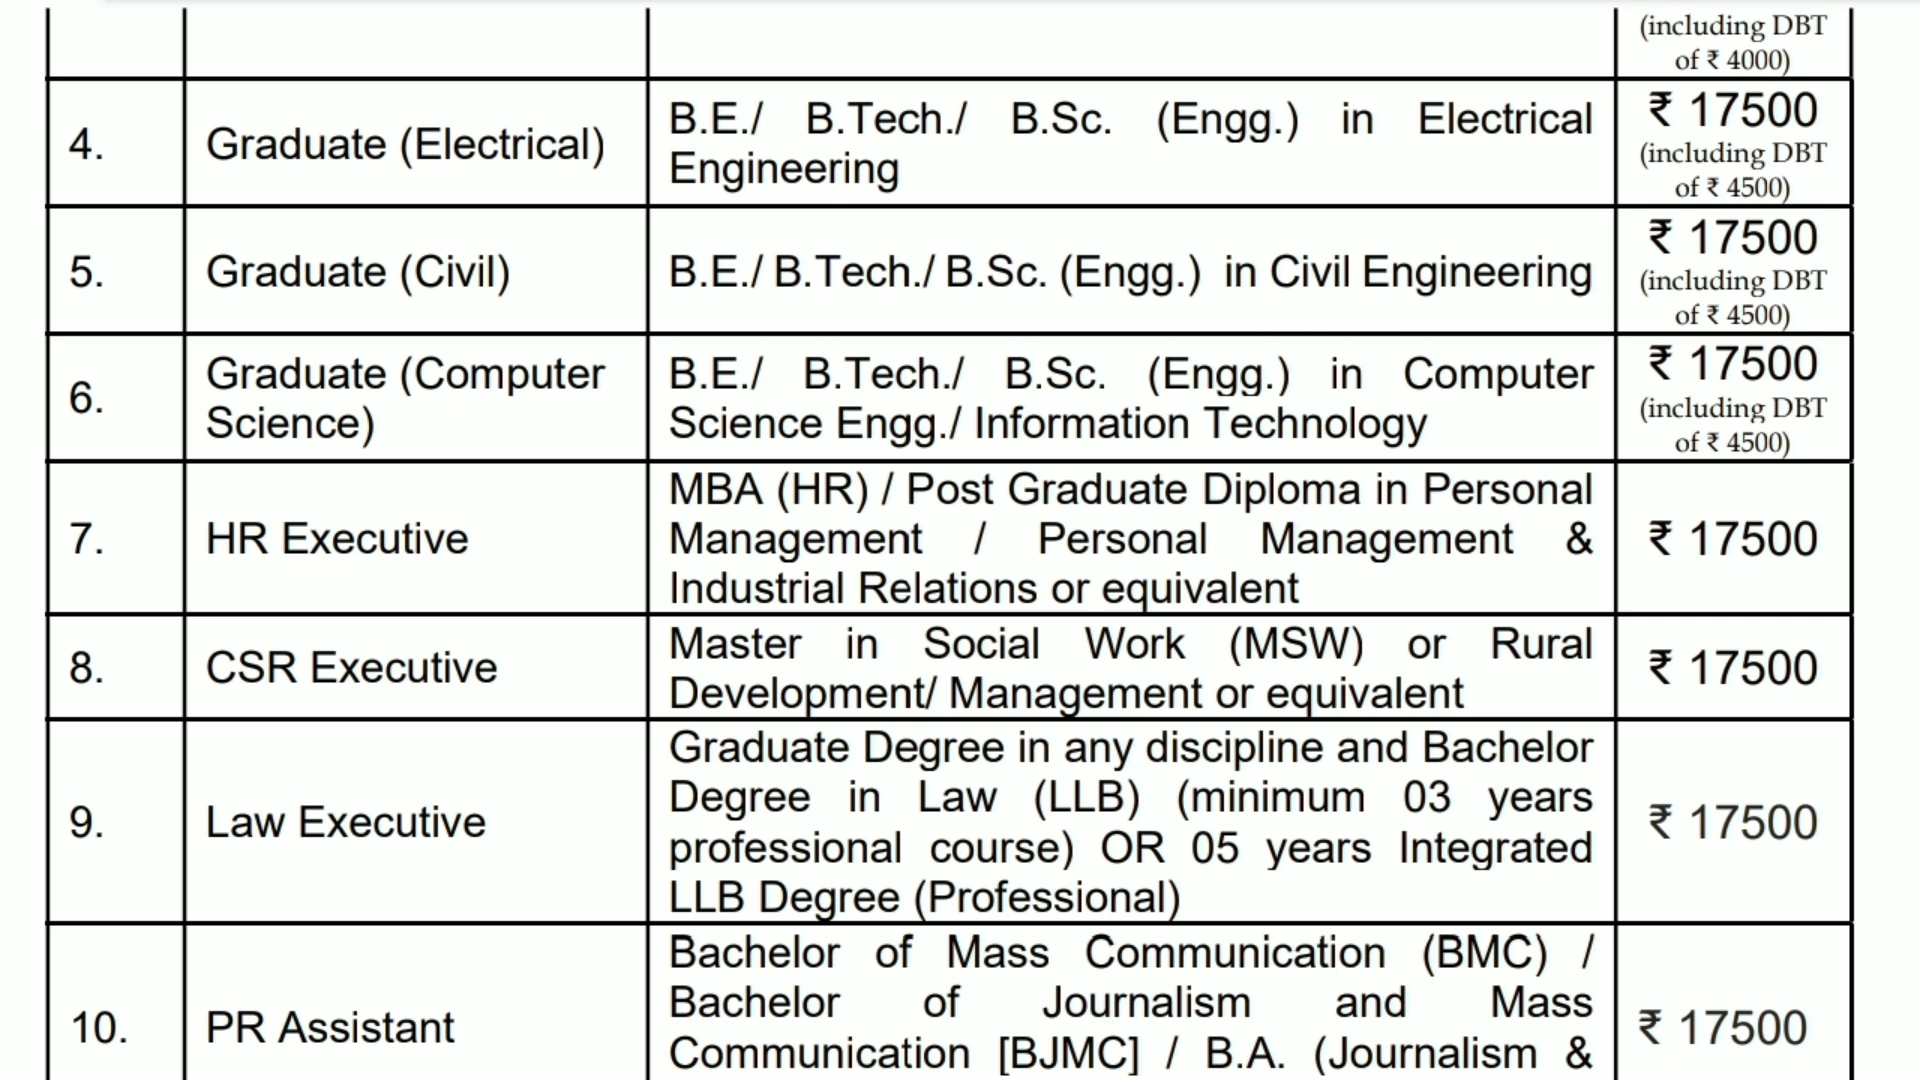 (including DBT
of ₹ 4000)
4.
Graduate (Electrical)
B.E./ B.Tech./ B.Sc. (Engg.) in Electrical
Engineering
₹ 17500
(including DBT
of ₹ 4500)
5.
Graduate (Civil)
B.E./ B.Tech./ B.Sc. (Engg.) in Civil Engineering
₹ 17500
(including DBT
of ₹ 4500)
6.
Graduate (Computer
Science)
B.E./ B.Tech./ B.Sc. (Engg.) in Computer
Science Engg./ Information Technology
₹ 17500
(including DBT
of ₹ 4500)
7.
HR Executive
MBA (HR) / Post Graduate Diploma in Personal
Management / Personal Management &
Industrial Relations or equivalent
₹ 17500
8.
CSR Executive
Master in Social Work (MSW) or Rural
Development/ Management or equivalent
₹ 17500
9.
Law Executive
Graduate Degree in any discipline and Bachelor
Degree in Law (LLB) (minimum 03 years
professional course) OR 05 years Integrated
LLB Degree (Professional)
₹ 17500
10.
PR Assistant
Bachelor of Mass Communication (BMC) /
Bachelor of Journalism and Mass
Communication [BJMC] / B.A. (Journalism &
₹ 17500